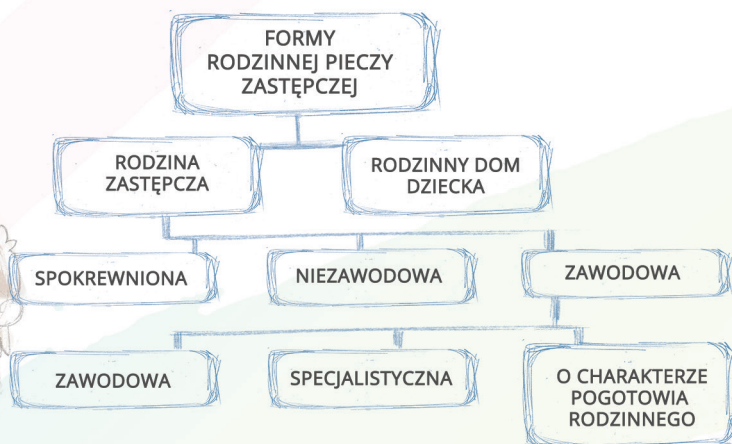 FORMY
RODZINNEJ PIECZY
ZASTĘPCZEJ
RODZINA
ZASTĘPCZA
RODZINNY DOM
DZIECKA
SPOKREWNIONA
NIEZAWODOWA
ZAWODOWA
ZAWODOWA
SPECJALISTYCZNA
O CHARAKTERZE
POGOTOWIA
RODZINNEGO